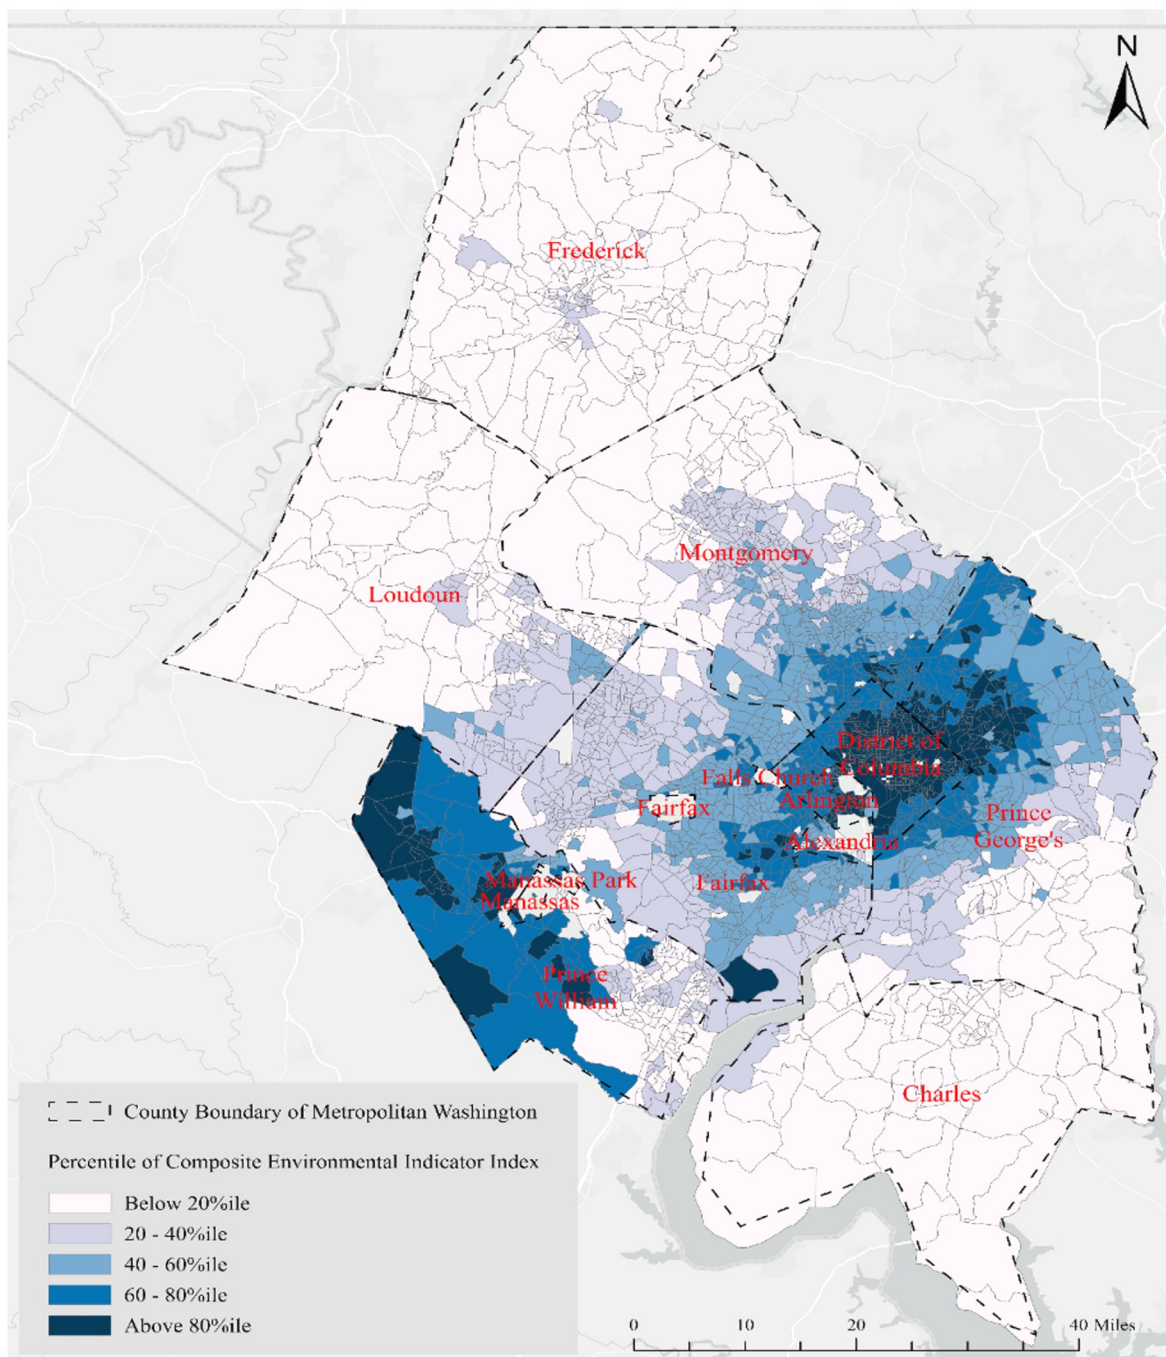 N
Frederick
Montgomery
Loudoun
District of
Columbia
Falls Church
Arlington
Fairfax
Prince
George's
Alexandria
Manassas Park
Fairfax
Manassas
Prince
William
Charles
County Boundary of Metropolitan Washington
Percentile of Composite Environmental Indicator Index
Below 20%ile
20 - 40%ile
40 - 60%ile
60 - 80%ile
Above 80%ile
0 10 20 40 Miles